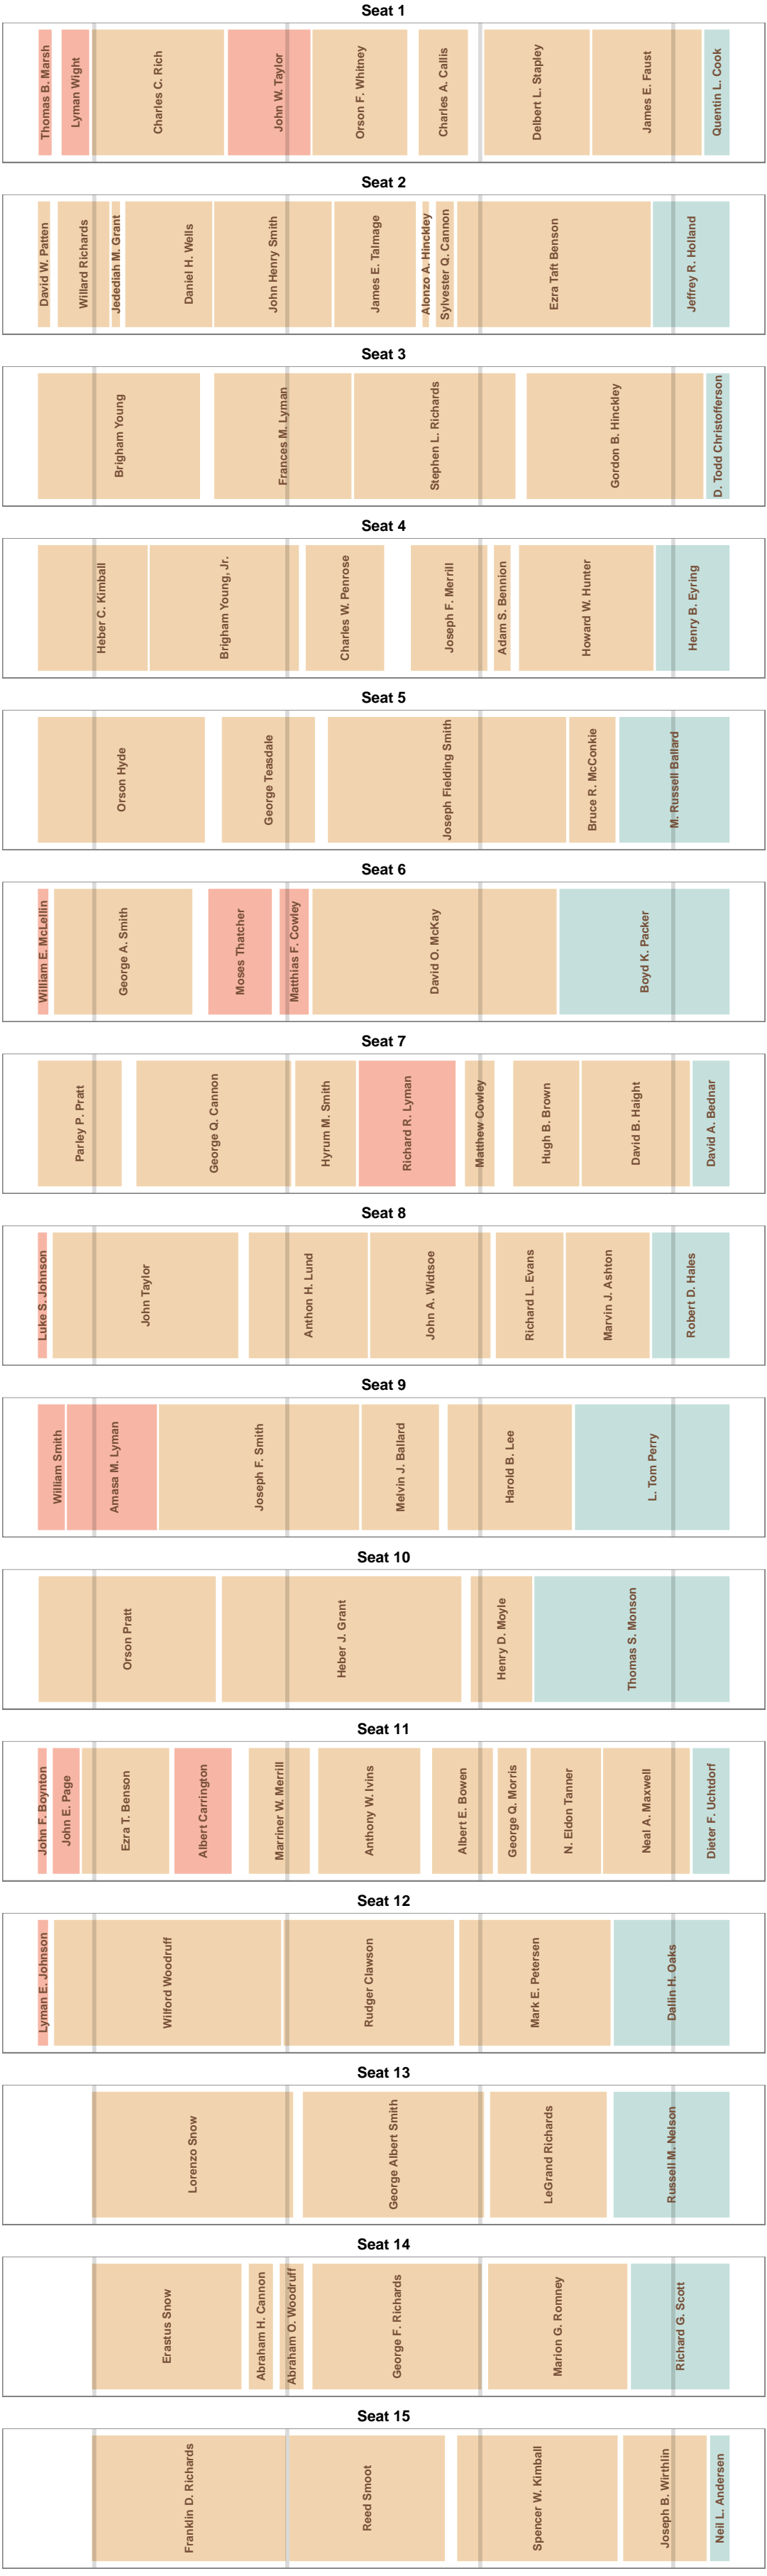 Seat 1
Thomas B. Marsh
Lyman Wight
Charles C. Rich
John W. Taylor
Orson F. Whitney
Charles A. Callis
Delbert L. Stapley
James E. Faust
Quentin L. Cook
Seat 2
David W. Patten
Willard Richards
Jedediah M. Grant
Daniel H. Wells
John Henry Smith
James E. Talmage
Alonzo A. Hinckley
Sylvester Q. Cannon
Ezra Taft Benson
Jeffrey R. Holland
Seat 3
Brigham Young
Frances M. Lyman
Stephen L. Richards
Gordon B. Hinckley
D. Todd Christofferson
Seat 4
Heber C. Kimball
Brigham Young, Jr.
Charles W. Penrose
Joseph F. Merrill
Adam S. Bennion
Howard W. Hunter
Henry B. Eyring
Seat 5
Orson Hyde
George Teasdale
Joseph Fielding Smith
Bruce R. McConkie
M. Russell Ballard
Seat 6
William E. McLellin
George A. Smith
Moses Thatcher
Matthias F. Cowley
David O. McKay
Boyd K. Packer
Seat 7
Parley P. Pratt
George Q. Cannon
Hyrum M. Smith
Richard R. Lyman
Matthew Cowley
Hugh B. Brown
David B. Haight
David A. Bednar
Seat 8
Luke S. Johnson
John Taylor
Anthon H. Lund
John A. Widtsoe
Richard L. Evans
Marvin J. Ashton
Robert D. Hales
Seat 9
William Smith
Amasa M. Lyman
Joseph F. Smith
Melvin J. Ballard
Harold B. Lee
L. Tom Perry
Seat 10
Orson Pratt
Heber J. Grant
Henry D. Moyle
Thomas S. Monson
Seat 11
John F. Boynton
John E. Page
Ezra T. Benson
Albert Carrington
Marriner W. Merrill
Anthony W. Ivins
Albert E. Bowen
George Q. Morris
N. Eldon Tanner
Neal A. Maxwell
Dieter F. Uchtdorf
Seat 12
Lyman E. Johnson
Wilford Woodruff
Rudger Clawson
Mark E. Petersen
Dallin H. Oaks
Seat 13
Lorenzo Snow
George Albert Smith
LeGrand Richards
Russell M. Nelson
Seat 14
Erastus Snow
Abraham H. Cannon
Abraham O. Woodruff
George F. Richards
Marion G. Romney
Richard G. Scott
Seat 15
Franklin D. Richards
Reed Smoot
Spencer W. Kimball
Joseph B. Wirthlin
Neil L. Andersen